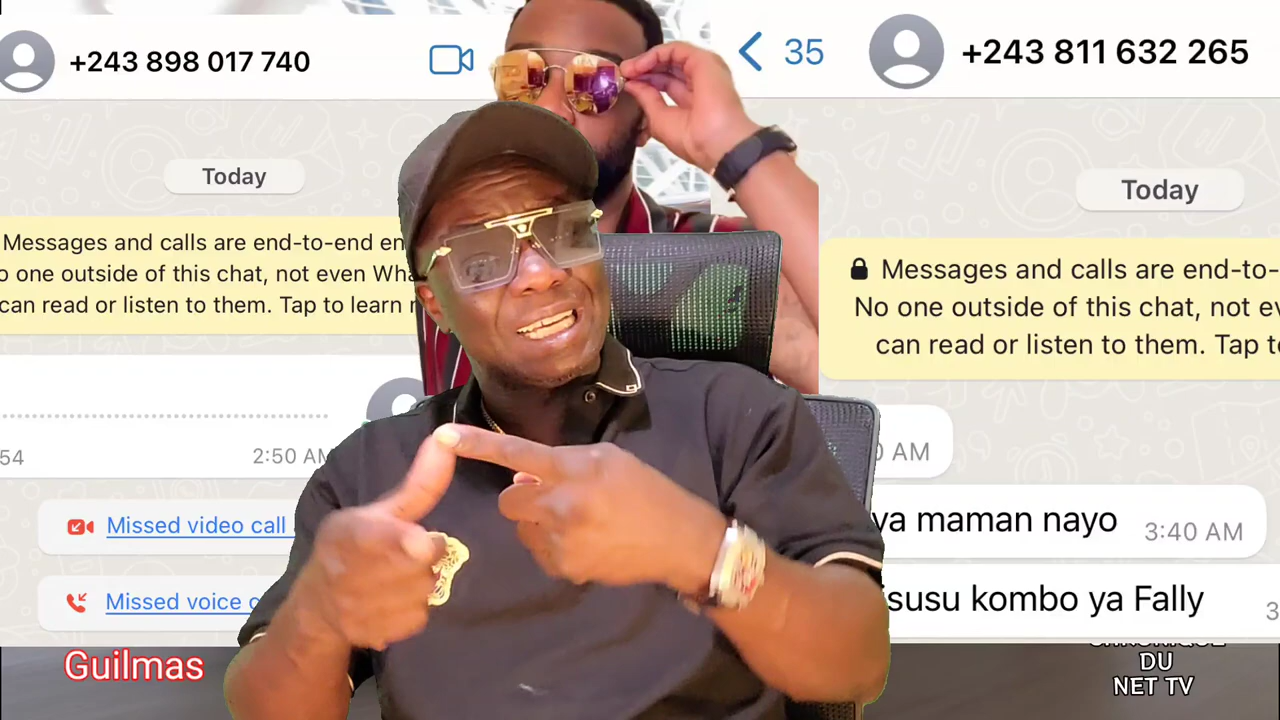 +243 898 017 740
Today
Messages and calls are end-to-end en
o one outside of this chat, not even Wha
can read or listen to them. Tap to learn
54
2:50 AM
Missed video call
Missed voice
Guilmas
35
+243 811 632 265
Today
Messages and calls are end-to-
No one outside of this chat, not ev
can read or listen to them. Tap to
AM
ya maman nayo
3:40 AM
susu kombo ya Fally
3
CHRONIQUE
DU
NET TV